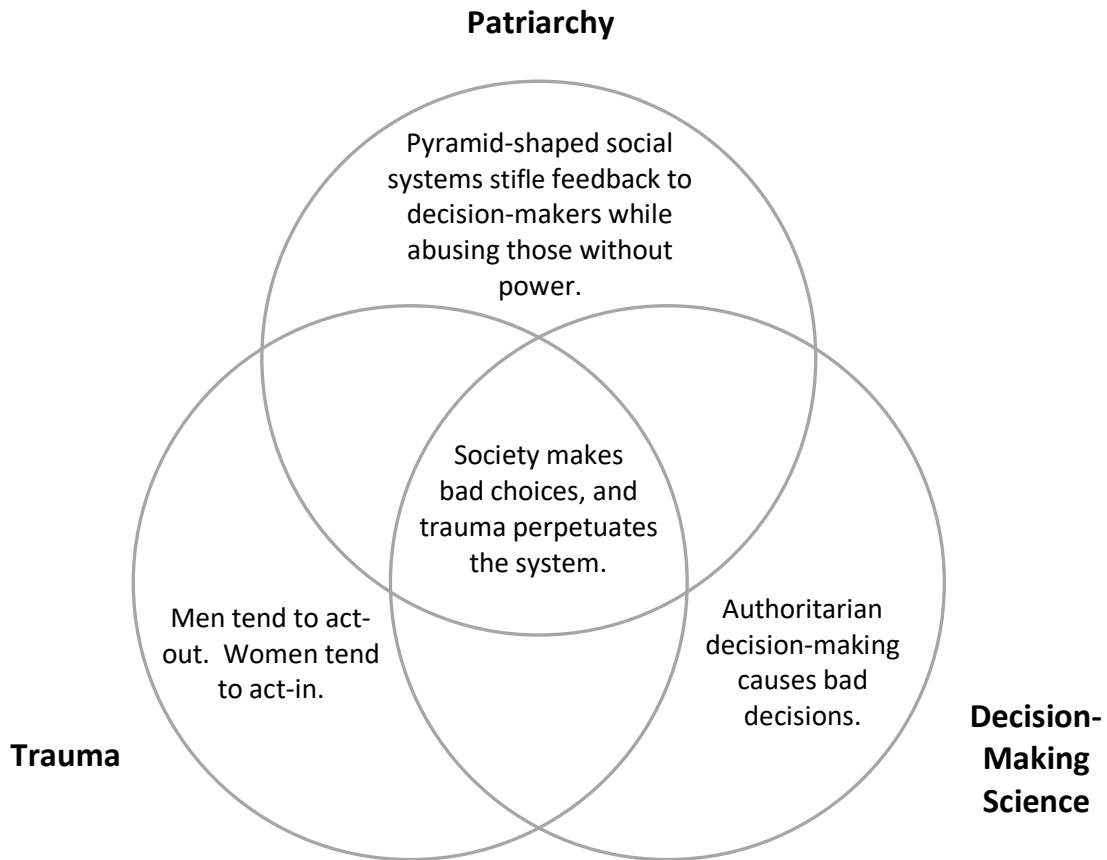 Patriarchy
Pyramid-shaped social
systems stifle feedback to
decision-makers while
abusing those without
power.
Society makes
bad choices, and
trauma perpetuates
the system.
Men tend to act-
out.  Women tend
to act-in.
Authoritarian
decision-making
causes bad
decisions.
Trauma
Decision-
Making
Science